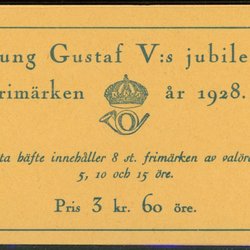 ung Gustaf V:s jubile
rimärken år 1928.
ta häfte innehåller 8 st. frimärken av valör
5, 10 och 15 öre.
Pris 3 kr. 60 öre.